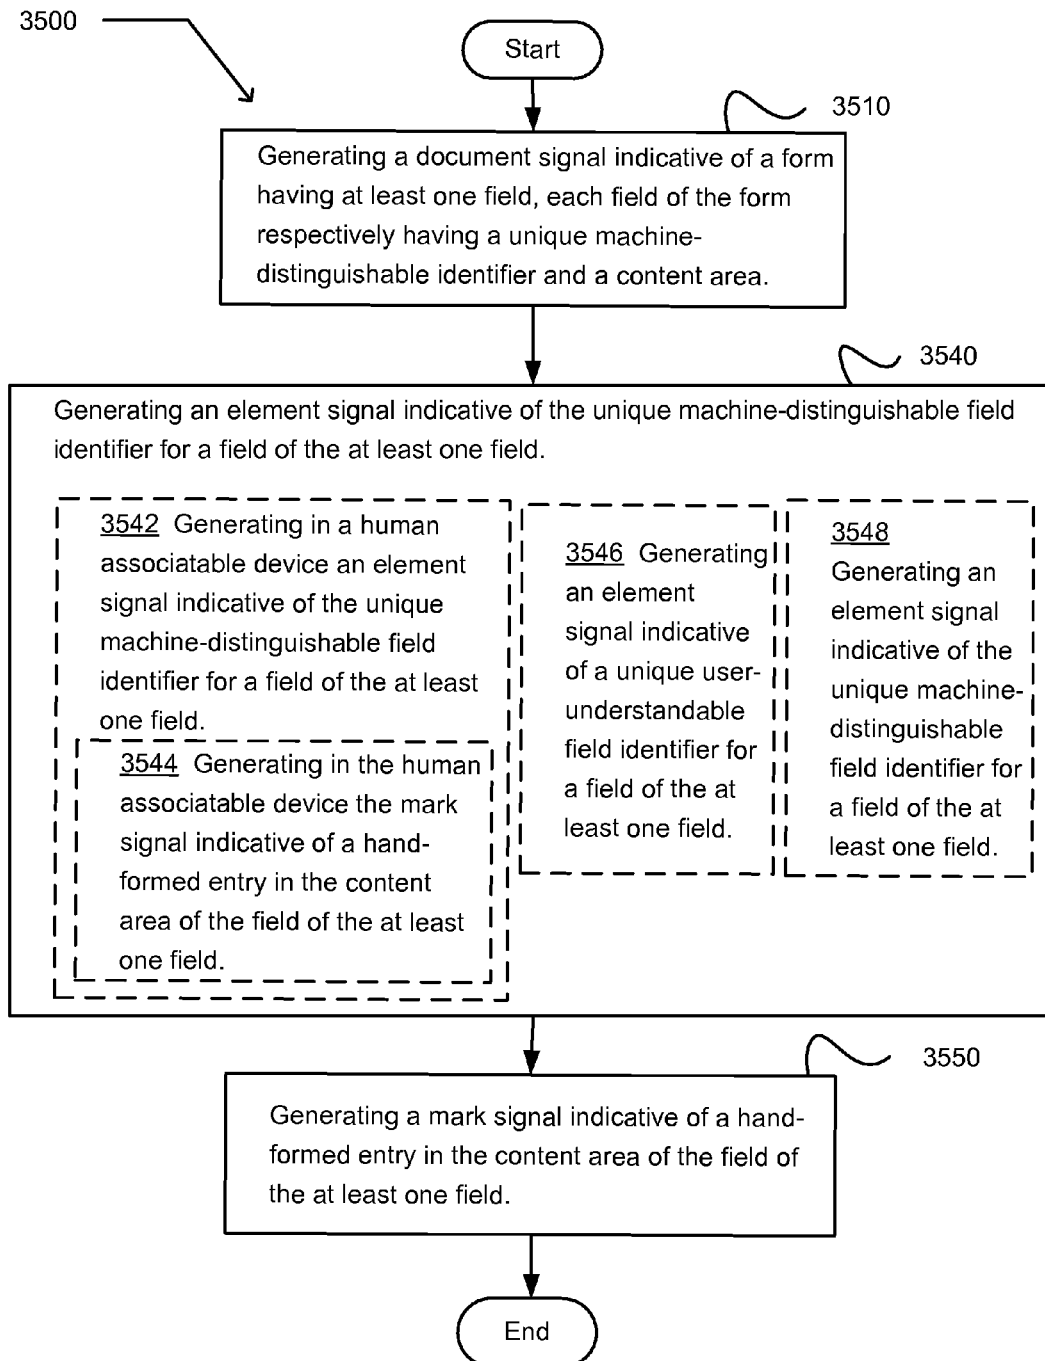 3500
Start
3510
Generating a document signal indicative of a form
having at least one field, each field of the form
respectively having a unique machine-
distinguishable identifier and a content area.
3540
Generating an element signal indicative of the unique machine-distinguishable field
identifier for a field of the at least one field.
3542 Generating in a human
associatable device an element
signal indicative of the unique
machine-distinguishable field
identifier for a field of the at least
one field.
3544 Generating in the human
associatable device the mark
signal indicative of a hand-
formed entry in the content
area of the field of the at least
one field.
3546 Generating
an element
signal indicative
of a unique user-
understandable
field identifier for
a field of the at
least one field.
3548
Generating an
element signal
indicative of the
unique machine-
distinguishable
field identifier for
a field of the at
least one field.
3550
Generating a mark signal indicative of a hand-
formed entry in the content area of the field of
the at least one field.
End